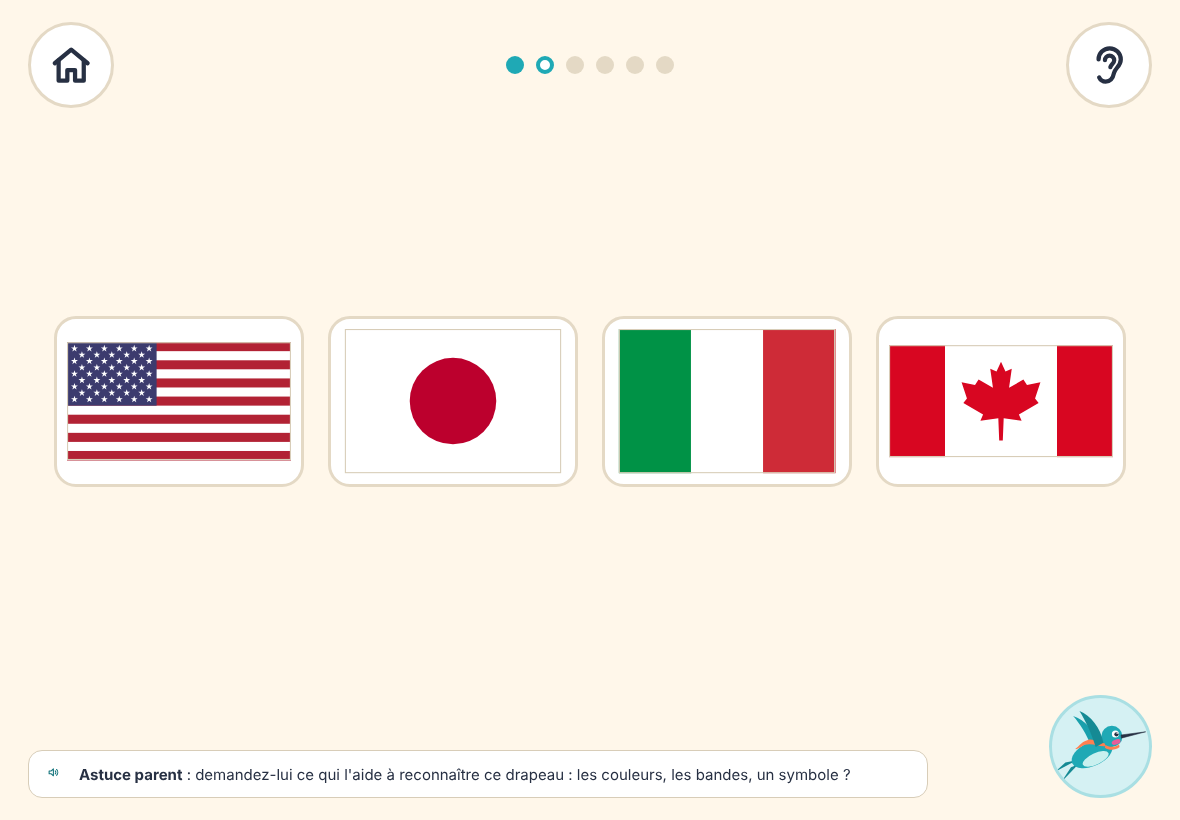 Astuce parent : demandez-lui ce qui l'aide à reconnaître ce drapeau : les couleurs, les bandes, un symbole ?